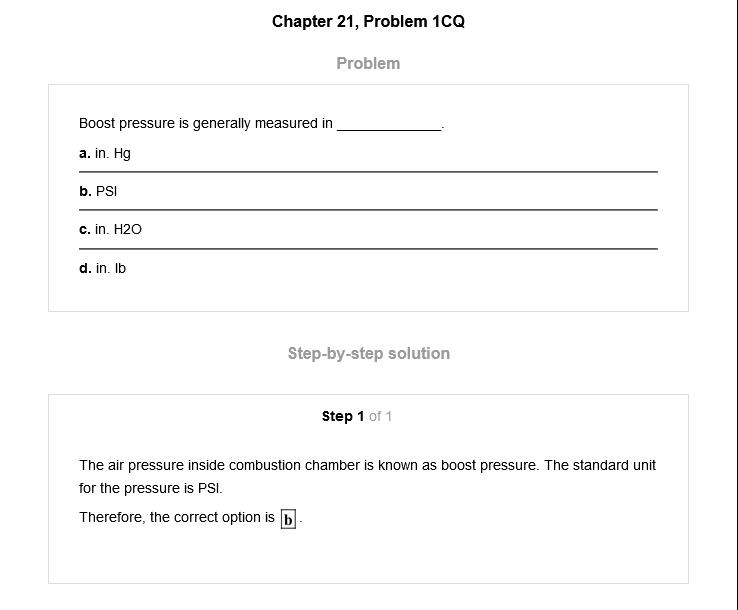 Chapter 21, Problem 1CQ
Problem
Boost pressure is generally measured in ______________.
a. in. Hg
b. PSI
c. in. H2O
d. in. lb
Step-by-step solution
Step 1 of 1
The air pressure inside combustion chamber is known as boost pressure. The standard unit
for the pressure is PSI.
Therefore, the correct option is b.